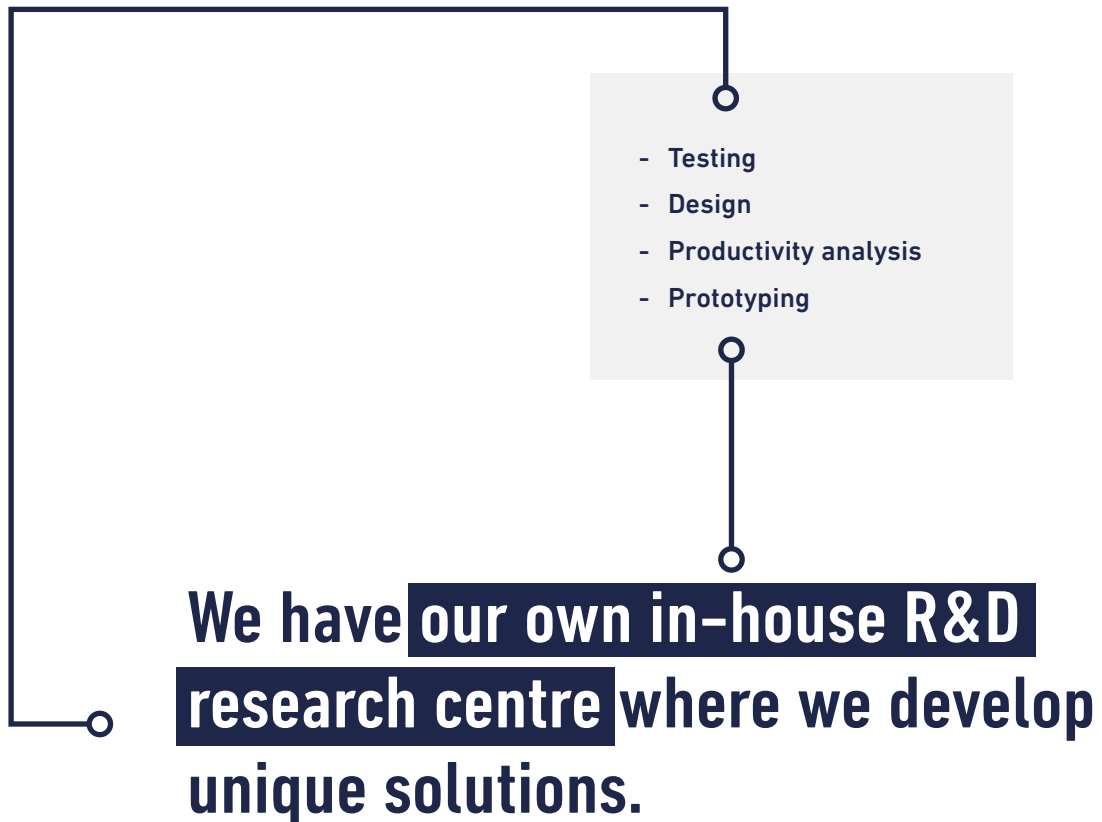 - Testing
- Design
- Productivity analysis
- Prototyping
We have our own in-house R&D
research centre where we develop
unique solutions.